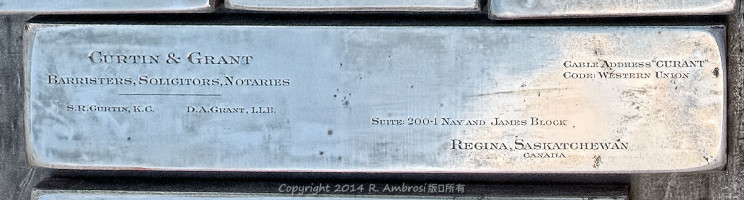 CURTIN & GRANT
BARRISTERS, SOLICITORS, NOTARIES
S.R. CURTIN, K.C. D.A. GRANT, LL.B.
CABLE ADDRESS "CURANT"
CODE: WESTERN UNION
SUITE: 200-1 NAY AND JAMES BLOCK
REGINA, SASKATCHEWAN
CANADA
Copyright 2014 R. Ambrosi 版口所有